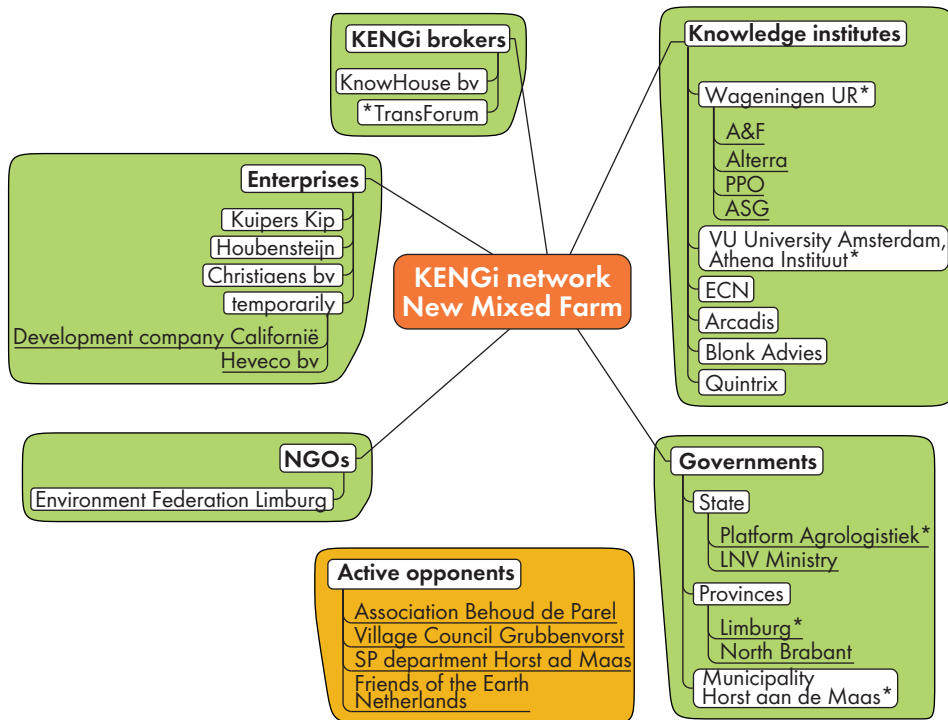 KENGi brokers
KnowHouse bv
*TransForum
Knowledge institutes
Wageningen UR*
A&F
Alterra
PPO
ASG
VU University Amsterdam,
Athena Instituut*
ECN
Arcadis
Blonk Advies
Quintrix
Enterprises
Kuipers Kip
Houbensteijn
Christiaens bv
temporarily
Development company Californië
Heveco bv
KENGi network
New Mixed Farm
NGOs
Environment Federation Limburg
Governments
State
Platform Agrologistiek*
LNV Ministry
Provinces
Limburg*
North Brabant
Municipality
Horst aan de Maas*
Active opponents
Association Behoud de Parel
Village Council Grubbenvorst
SP department Horst ad Maas
Friends of the Earth
Netherlands